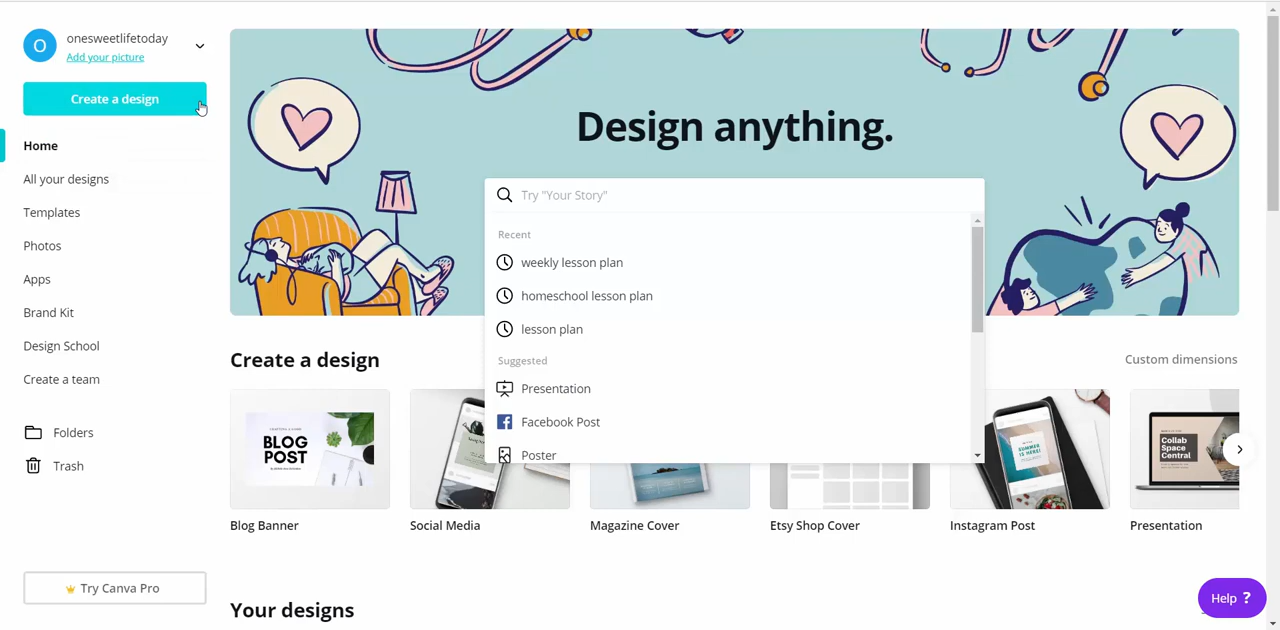 O
onesweetlifetoday
Add your picture
Create a design
Home
All your designs
Templates
Photos
Apps
Brand Kit
Design School
Create a team
Folders
Trash
Try Canva Pro
Design anything.
Try "Your Story"
Recent
weekly lesson plan
homeschool lesson plan
lesson plan
Suggested
Presentation
Facebook Post
Poster
Create a design
Custom dimensions
BLOG
POST
SUMMER
IS HERE!
Collab
Space
Central
Blog Banner
Social Media
Magazine Cover
Etsy Shop Cover
Instagram Post
Presentation
Your designs
Help ?